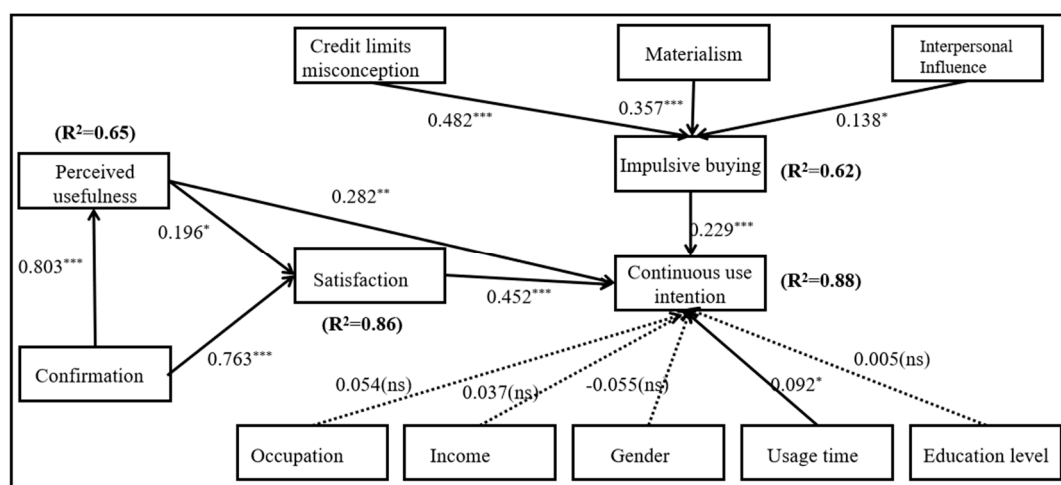 Credit limits
misconception
Materialism
Interpersonal
Influence
0.482***
0.357***
0.138*
(R²=0.65)
Perceived
usefulness
Impulsive buying
(R²=0.62)
0.282**
0.196*
0.229***
0.803***
Satisfaction
0.452***
Continuous use
intention
(R²=0.88)
(R²=0.86)
Confirmation
0.763***
0.054(ns)
0.037(ns)
-0.055(ns)
0.092*
0.005(ns)
Occupation
Income
Gender
Usage time
Education level